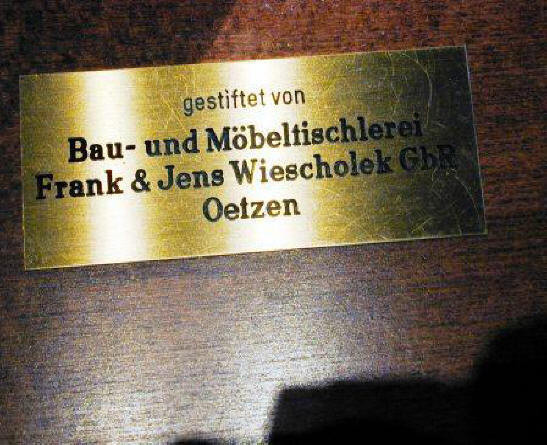 gestiftet von
Bau- und Möbeltischlerei
Frank & Jens Wiescholek GbR
Oetzen